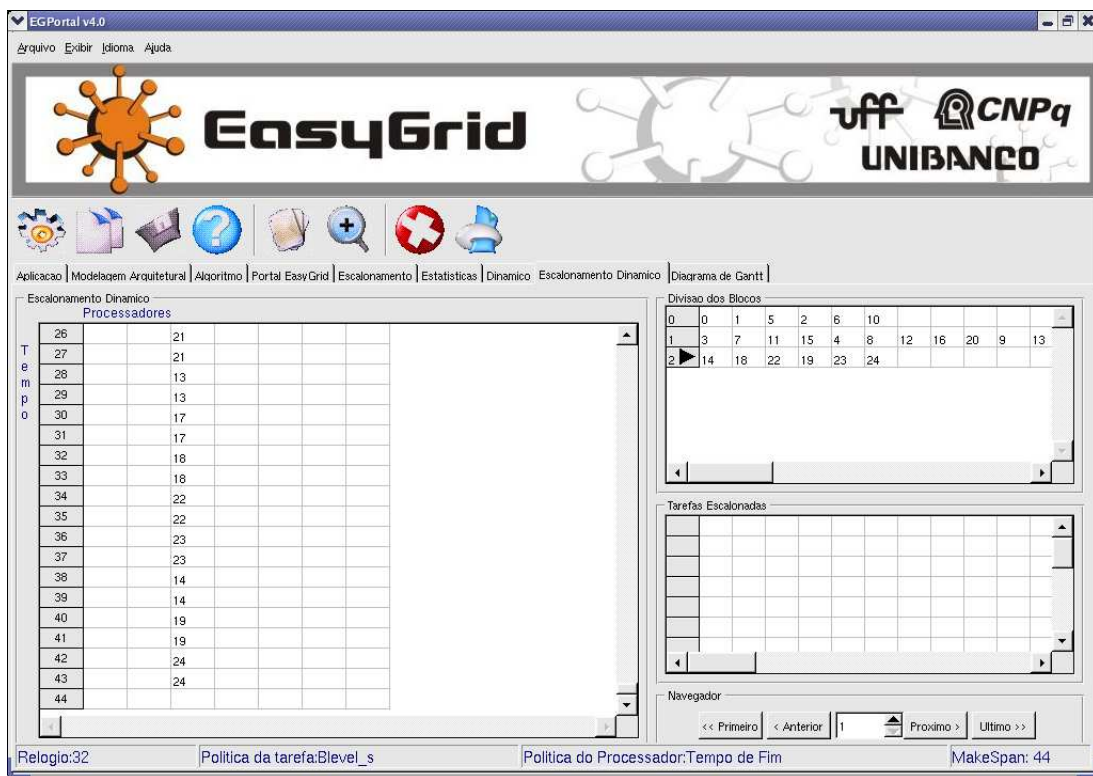 EGPortal v4.0
Arquivo Exibir Idioma Ajuda
EasyGrid
uff CNPq
UNIBANCO
Aplicacao Modelagem Arquitetural Algoritmo Portal EasyGrid Escalonamento Estatisticas Dinamico Escalonamento Dinamico Diagrama de Gantt
Escalonamento Dinamico
Processadores
Tempo
26 21
27 21
28 13
29 13
30 17
31 17
32 18
33 18
34 22
35 22
36 23
37 23
38 14
39 14
40 19
41 19
42 24
43 24
44
Divisao dos Blocos
0 0 1 5 2 6 10
1 3 7 11 15 4 8 12 16 20 9 13
2 14 18 22 19 23 24
Tarefas Escalonadas
Navegador
<< Primeiro < Anterior 1 Proximo > Ultimo >>
Relogio:32 Politica da tarefa:Blevel_s Politica do Processador:Tempo de Fim MakeSpan: 44